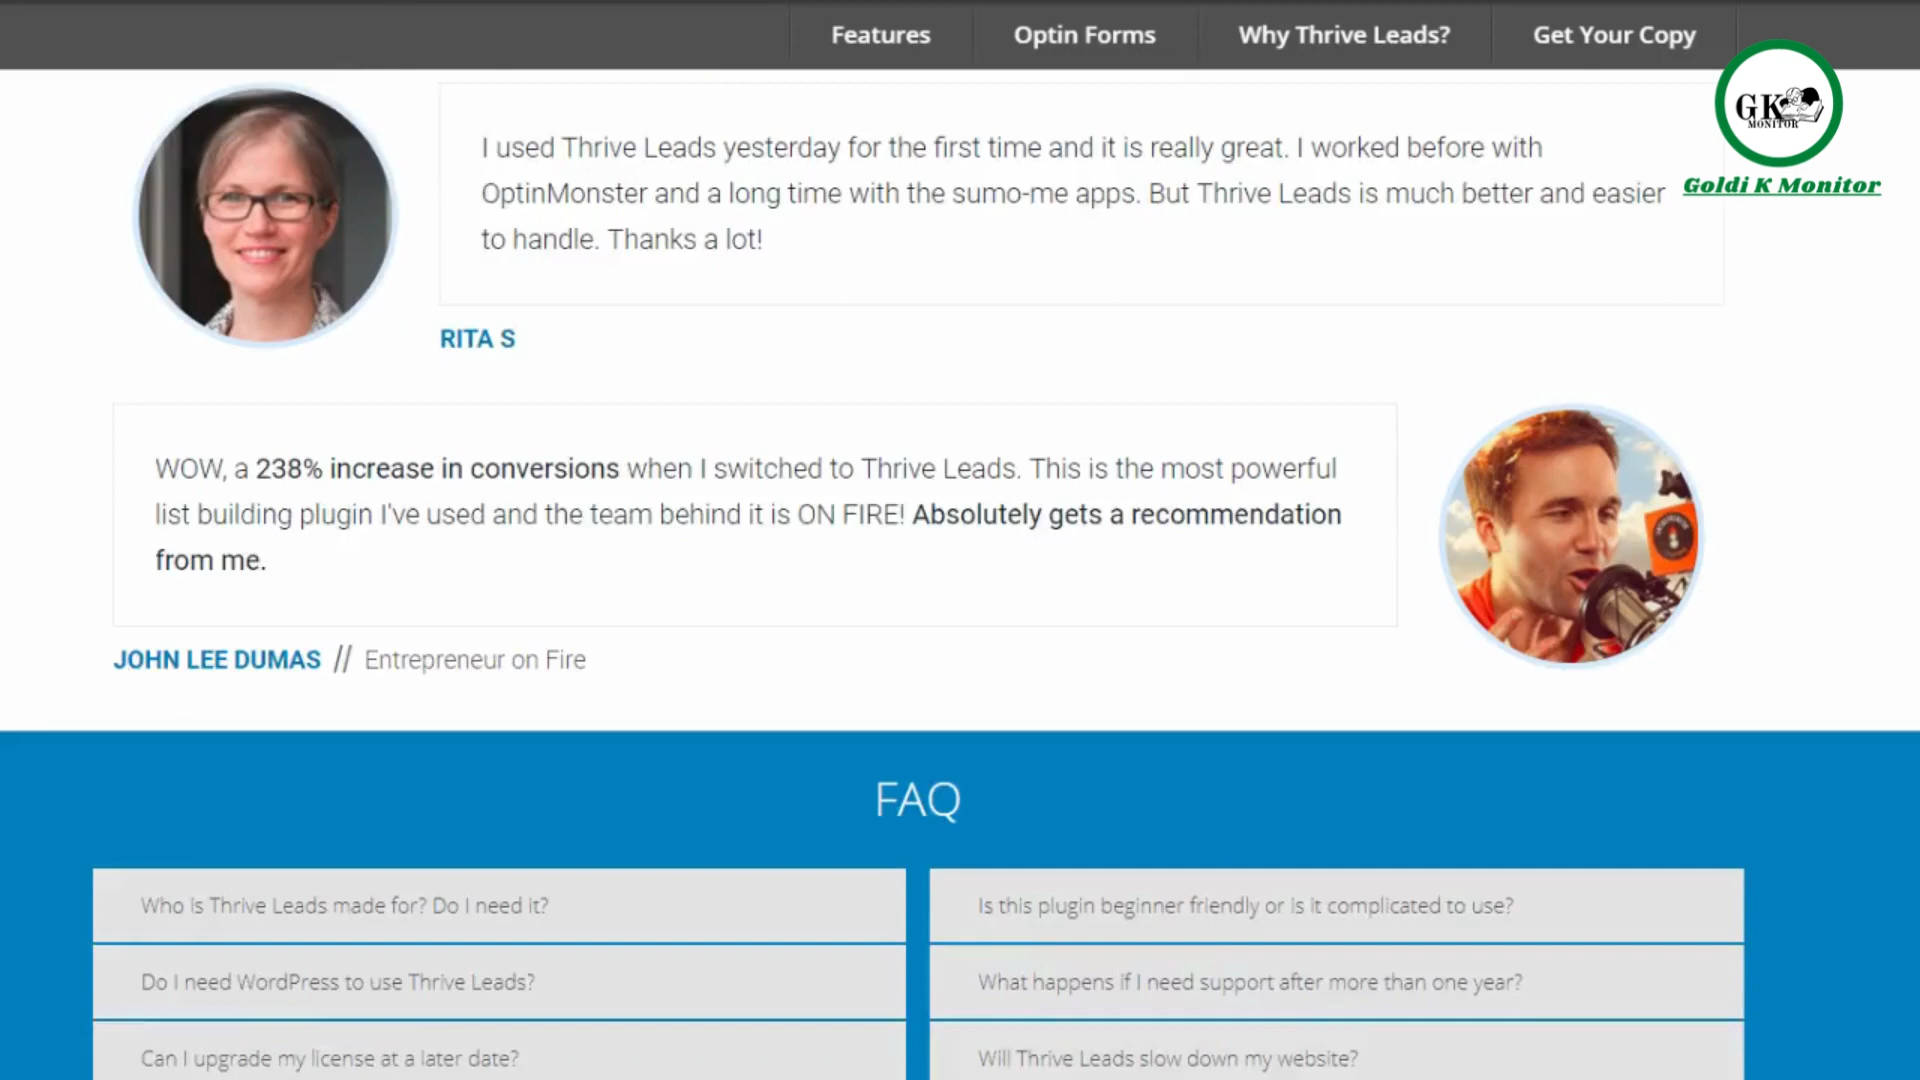 Features
Optin Forms
Why Thrive Leads?
Get Your Copy
GK
MONITOR
Goldi K Monitor
I used Thrive Leads yesterday for the first time and it is really great. I worked before with
OptinMonster and a long time with the sumo-me apps. But Thrive Leads is much better and easier
to handle. Thanks a lot!
RITA S
WOW, a 238% increase in conversions when I switched to Thrive Leads. This is the most powerful
list building plugin I've used and the team behind it is ON FIRE! Absolutely gets a recommendation
from me.
JOHN LEE DUMAS // Entrepreneur on Fire
FAQ
Who is Thrive Leads made for? Do I need it?
Is this plugin beginner friendly or is it complicated to use?
Do I need WordPress to use Thrive Leads?
What happens if I need support after more than one year?
Can I upgrade my license at a later date?
Will Thrive Leads slow down my website?